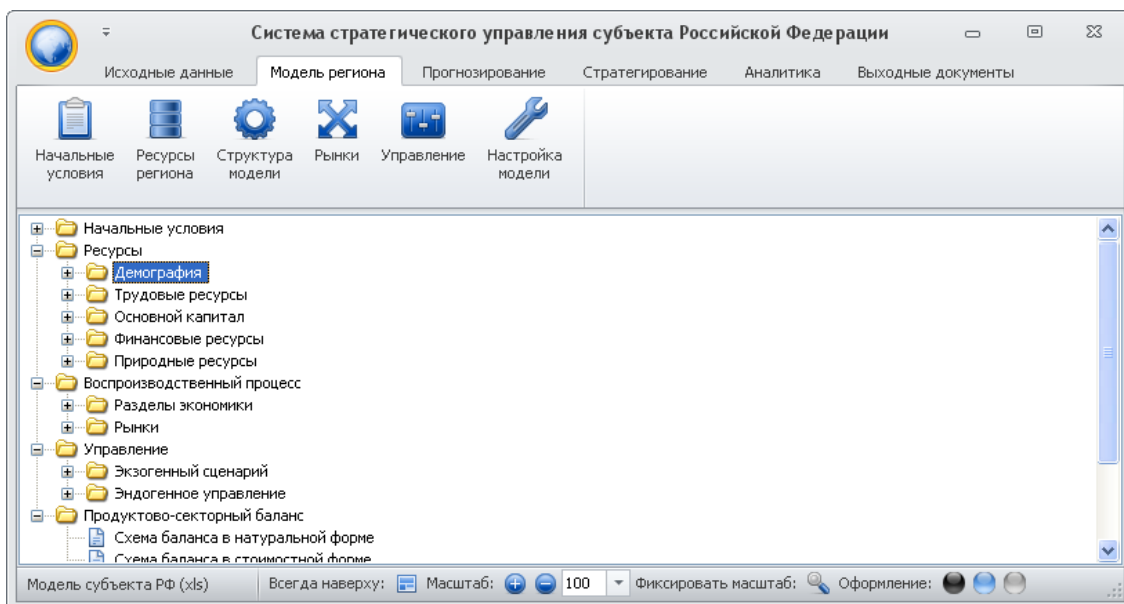 Система стратегического управления субъекта Российской Федерации
Исходные данные Модель региона Прогнозирование Стратегирование Аналитика Выходные документы
Начальные условия
Ресурсы региона
Структура модели
Рынки
Управление
Настройка модели
Начальные условия
Ресурсы
Демография
Трудовые ресурсы
Основной капитал
Финансовые ресурсы
Природные ресурсы
Воспроизводственный процесс
Разделы экономики
Рынки
Управление
Экзогенный сценарий
Эндогенное управление
Продуктово-секторный баланс
Схема баланса в натуральной форме
Схема баланса в стоимостной форме
Модель субъекта РФ (xls) Всегда наверху: Масштаб: 100 Фиксировать масштаб: Оформление: